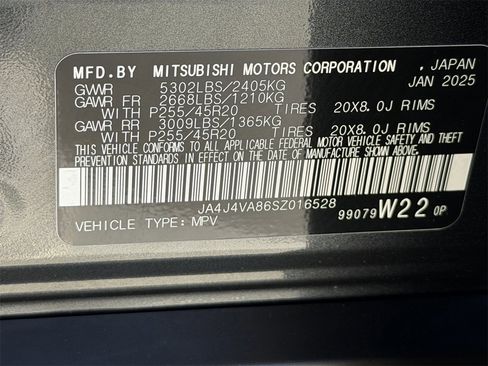 MFD.BY MITSUBISHI MOTORS CORPORATION , JAPAN
GVWR 5302LBS/2405KG JAN 2025
GAWR FR 2668LBS/1210KG
WITH P255/45R20 TIRES 20X8.0J RIMS
GAWR RR 3009LBS/1365KG
WITH P255/45R20 TIRES 20X8.0J RIMS
THIS VEHICLE CONFORMS TO ALL APPLICABLE FEDERAL MOTOR VEHICLE SAFETY, BUMPER, AND THEFT
PREVENTION STANDARDS IN EFFECT ON THE DATE OF MANUFACTURE SHOWN ABOVE.
JA4J4VA86SZ016528
VEHICLE TYPE: MPV 99079 W22 0P